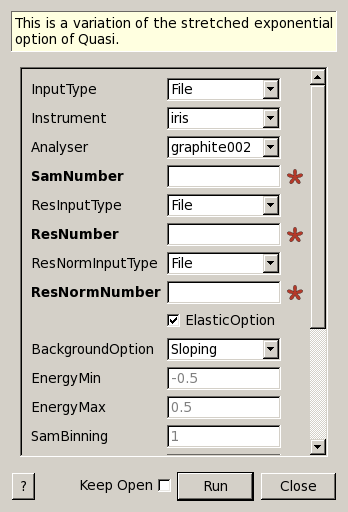 This is a variation of the stretched exponential
option of Quasi.
InputType File
Instrument iris
Analyser graphite002
SamNumber
ResInputType File
ResNumber
ResNormInputType File
ResNormNumber
ElasticOption
BackgroundOption Sloping
EnergyMin -0.5
EnergyMax 0.5
SamBinning 1
? Keep Open Run Close